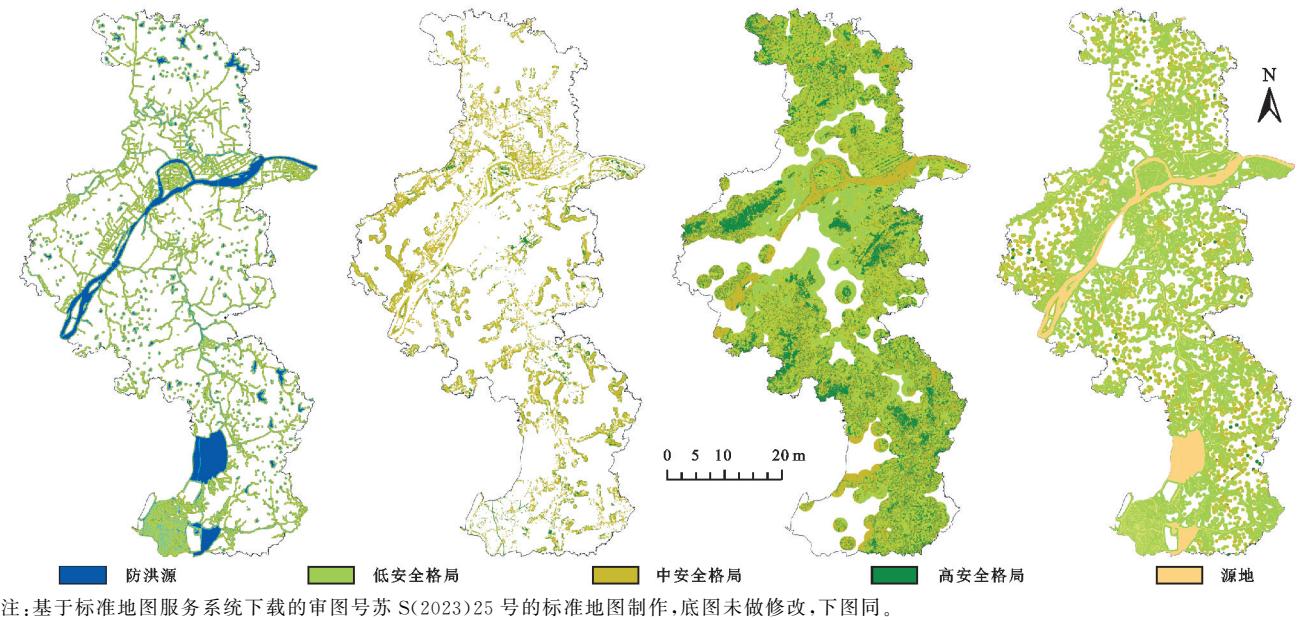 N
0 5 10 20 m
防洪源 低安全格局 中安全格局 高安全格局 源地
注:基于标准地图服务系统下载的审图号苏 S(2023)25 号的标准地图制作,底图未做修改,下图同。